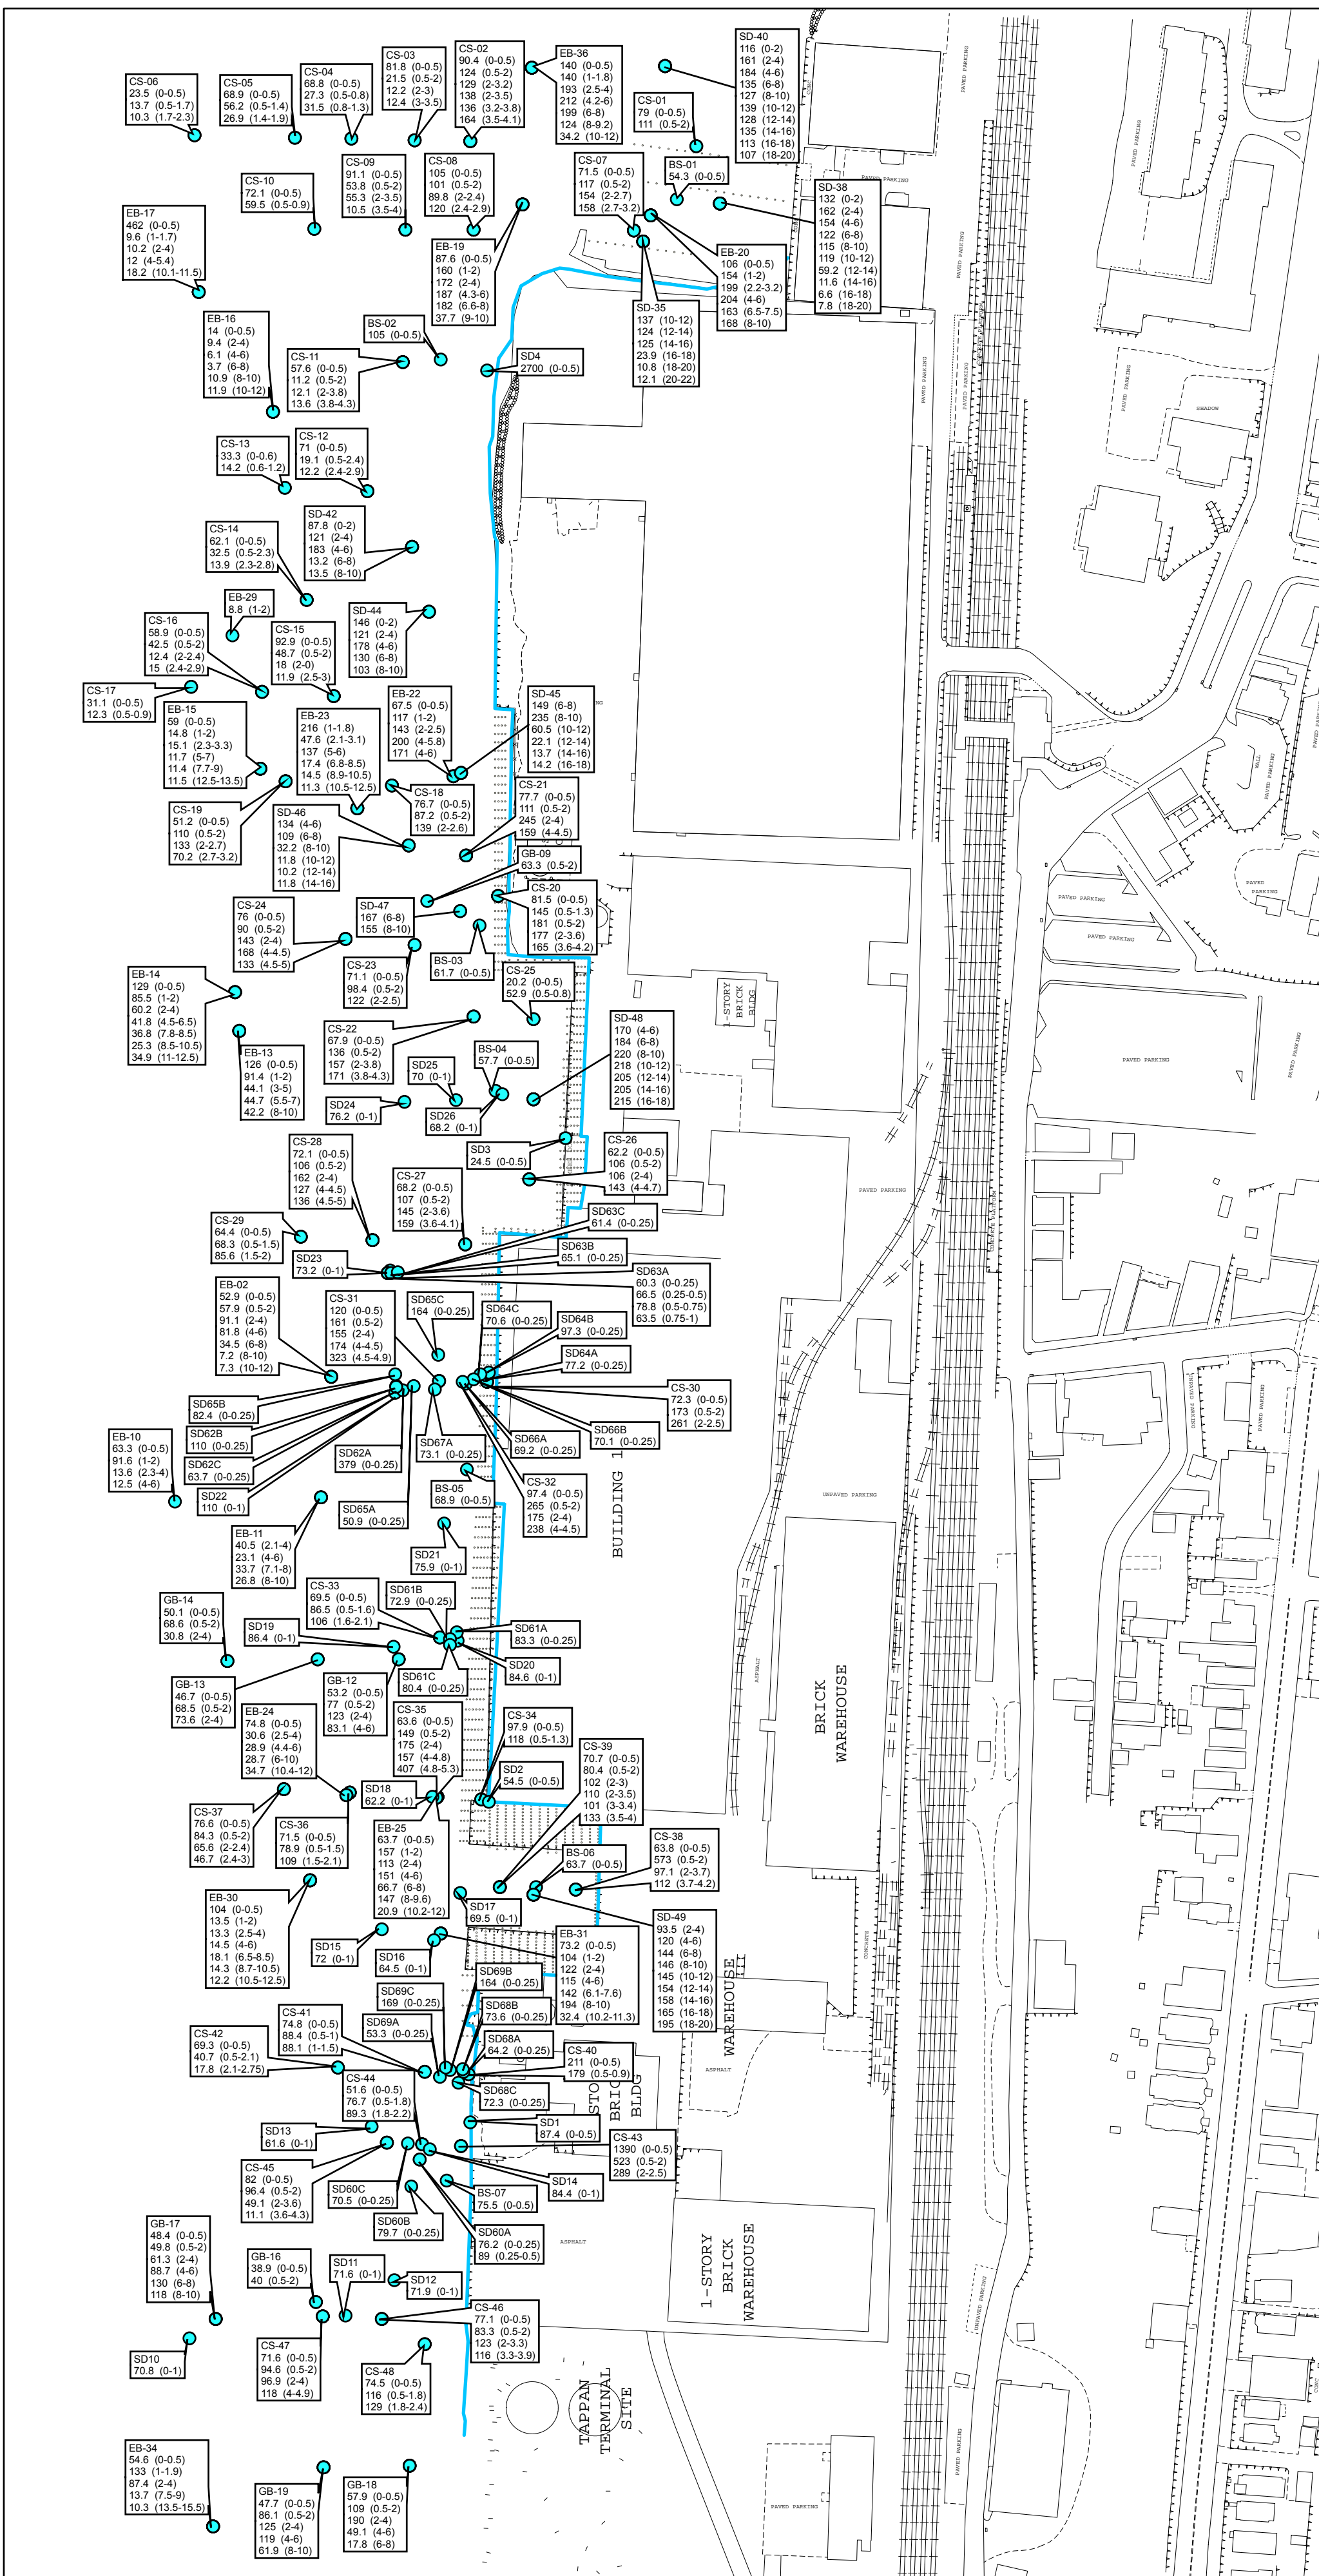 CS-06
23.5 (0-0.5)
13.7 (0.5-1.7)
10.3 (1.7-2.3)
CS-05
68.9 (0-0.5)
56.2 (0.5-1.4)
26.9 (1.4-1.9)
CS-04
68.8 (0-0.5)
27.3 (0.5-0.8)
31.5 (0.8-1.3)
CS-03
81.8 (0-0.5)
21.5 (0.5-2)
12.2 (2-3)
12.4 (3-3.5)
CS-02
90.4 (0-0.5)
124 (0.5-2)
129 (2-3.2)
138 (2-3.5)
136 (3.2-3.8)
164 (3.5-4.1)
EB-36
140 (0-0.5)
140 (1-1.8)
193 (2.5-4)
212 (4.2-6)
199 (6-8)
124 (8-9.2)
34.2 (10-12)
CS-01
79 (0-0.5)
111 (0.5-2)
SD-40
116 (0-2)
161 (2-4)
184 (4-6)
135 (6-8)
127 (8-10)
139 (10-12)
128 (12-14)
135 (14-16)
113 (16-18)
107 (18-20)
CS-10
72.1 (0-0.5)
59.5 (0.5-0.9)
CS-09
91.1 (0-0.5)
53.8 (0.5-2)
55.3 (2-3.5)
10.5 (3.5-4)
CS-08
105 (0-0.5)
101 (0.5-2)
89.8 (2-2.4)
120 (2.4-2.9)
CS-07
71.5 (0-0.5)
117 (0.5-2)
154 (2-2.7)
158 (2.7-3.2)
BS-01
54.3 (0-0.5)
SD-38
132 (0-2)
162 (2-4)
154 (4-6)
122 (6-8)
115 (8-10)
119 (10-12)
59.2 (12-14)
11.6 (14-16)
6.6 (16-18)
7.8 (18-20)
EB-17
462 (0-0.5)
9.6 (1-1.7)
10.2 (2-4)
12 (4-5.4)
18.2 (10.1-11.5)
EB-19
87.6 (0-0.5)
160 (1-2)
172 (2-4)
187 (4.3-6)
182 (6.6-8)
37.7 (9-10)
EB-20
106 (0-0.5)
154 (1-2)
199 (2.2-3.2)
204 (4-6)
163 (6.5-7.5)
168 (8-10)
SD-35
137 (10-12)
124 (12-14)
125 (14-16)
23.9 (16-18)
10.8 (18-20)
12.1 (20-22)
EB-16
14 (0-0.5)
9.4 (2-4)
6.1 (4-6)
3.7 (6-8)
10.9 (8-10)
11.9 (10-12)
BS-02
105 (0-0.5)
CS-11
57.6 (0-0.5)
11.2 (0.5-2)
12.1 (2-3.8)
13.6 (3.8-4.3)
SD4
2700 (0-0.5)
CS-13
33.3 (0-0.6)
14.2 (0.6-1.2)
CS-12
71 (0-0.5)
19.1 (0.5-2.4)
12.2 (2.4-2.9)
SHADOW
CS-14
62.1 (0-0.5)
32.5 (0.5-2.3)
13.9 (2.3-2.8)
SD-42
87.8 (0-2)
121 (2-4)
183 (4-6)
13.2 (6-8)
13.5 (8-10)
EB-29
8.8 (1-2)
SD-44
146 (0-2)
121 (2-4)
178 (4-6)
130 (6-8)
103 (8-10)
CS-16
58.9 (0-0.5)
42.5 (0.5-2)
12.4 (2-2.4)
15 (2.4-2.9)
CS-15
92.9 (0-0.5)
48.7 (0.5-2)
18 (2-0)
11.9 (2.5-3)
CS-17
31.1 (0-0.5)
12.3 (0.5-0.9)
EB-15
59 (0-0.5)
14.8 (1-2)
15.1 (2.3-3.3)
11.7 (5-7)
11.4 (7.7-9)
11.5 (12.5-13.5)
EB-23
216 (1-1.8)
47.6 (2.1-3.1)
137 (5-6)
17.4 (6.8-8.5)
14.5 (8.9-10.5)
11.3 (10.5-12.5)
EB-22
67.5 (0-0.5)
117 (1-2)
143 (2-2.5)
200 (4-5.8)
171 (4-6)
SD-45
149 (6-8)
235 (8-10)
60.5 (10-12)
22.1 (12-14)
13.7 (14-16)
14.2 (16-18)
CS-18
76.7 (0-0.5)
87.2 (0.5-2)
139 (2-2.6)
CS-21
77.7 (0-0.5)
111 (0.5-2)
245 (2-4)
159 (4-4.5)
CS-19
51.2 (0-0.5)
110 (0.5-2)
133 (2-2.7)
70.2 (2.7-3.2)
SD-46
134 (4-6)
109 (6-8)
32.2 (8-10)
11.8 (10-12)
10.2 (12-14)
11.8 (14-16)
GB-09
63.3 (0.5-2)
CS-20
81.5 (0-0.5)
145 (0.5-1.3)
181 (0.5-2)
177 (2-3.6)
165 (3.6-4.2)
CS-24
76 (0-0.5)
90 (0.5-2)
143 (2-4)
168 (4-4.5)
133 (4.5-5)
SD-47
167 (6-8)
155 (8-10)
CS-23
71.1 (0-0.5)
98.4 (0.5-2)
122 (2-2.5)
BS-03
61.7 (0-0.5)
CS-25
20.2 (0-0.5)
52.9 (0.5-0.8)
EB-14
129 (0-0.5)
85.5 (1-2)
60.2 (2-4)
41.8 (4.5-6.5)
36.8 (7.8-8.5)
25.3 (8.5-10.5)
34.9 (11-12.5)
1-STORY
BRICK
BLDG
EB-13
126 (0-0.5)
91.4 (1-2)
44.1 (3-5)
44.7 (5.5-7)
42.2 (8-10)
CS-22
67.9 (0-0.5)
136 (0.5-2)
157 (2-3.8)
171 (3.8-4.3)
SD25
70 (0-1)
BS-04
57.7 (0-0.5)
SD-48
170 (4-6)
184 (6-8)
220 (8-10)
218 (10-12)
205 (12-14)
205 (14-16)
215 (16-18)
SD24
76.2 (0-1)
SD26
68.2 (0-1)
PAVED PARKING
SD3
24.5 (0-0.5)
CS-26
62.2 (0-0.5)
106 (0.5-2)
106 (2-4)
143 (4-4.7)
CS-28
72.1 (0-0.5)
106 (0.5-2)
162 (2-4)
127 (4-4.5)
136 (4.5-5)
CS-27
68.2 (0-0.5)
107 (0.5-2)
145 (2-3.6)
159 (3.6-4.1)
PAVED PARKING
CS-29
64.4 (0-0.5)
68.3 (0.5-1.5)
85.6 (1.5-2)
SD63C
61.4 (0-0.25)
SD23
73.2 (0-1)
SD63B
65.1 (0-0.25)
SD63A
60.3 (0-0.25)
66.5 (0.25-0.5)
78.8 (0.5-0.75)
63.5 (0.75-1)
EB-02
52.9 (0-0.5)
57.9 (0.5-2)
91.1 (2-4)
81.8 (4-6)
34.5 (6-8)
7.2 (8-10)
7.3 (10-12)
CS-31
120 (0-0.5)
161 (0.5-2)
155 (2-4)
174 (4-4.5)
323 (4.5-4.9)
SD65C
164 (0-0.25)
SD64C
70.6 (0-0.25)
SD64B
97.3 (0-0.25)
SD64A
77.2 (0-0.25)
CS-30
72.3 (0-0.5)
173 (0.5-2)
261 (2-2.5)
SD65B
82.4 (0-0.25)
SD62B
110 (0-0.25)
SD62C
63.7 (0-0.25)
SD22
110 (0-1)
SD62A
379 (0-0.25)
SD67A
73.1 (0-0.25)
SD66A
69.2 (0-0.25)
SD66B
70.1 (0-0.25)
EB-10
63.3 (0-0.5)
91.6 (1-2)
13.6 (2.3-4)
12.5 (4-6)
SD65A
50.9 (0-0.25)
BS-05
68.9 (0-0.5)
CS-32
97.4 (0-0.5)
265 (0.5-2)
175 (2-4)
238 (4-4.5)
BUILDING 1
UNPAVED PARKING
EB-11
40.5 (2.1-4)
23.1 (4-6)
33.7 (7.1-8)
26.8 (8-10)
SD21
75.9 (0-1)
GB-14
50.1 (0-0.5)
68.6 (0.5-2)
30.8 (2-4)
CS-33
69.5 (0-0.5)
86.5 (0.5-1.6)
106 (1.6-2.1)
SD61B
72.9 (0-0.25)
SD19
86.4 (0-1)
SD61A
83.3 (0-0.25)
SD20
84.6 (0-1)
SD61C
80.4 (0-0.25)
GB-13
46.7 (0-0.5)
68.5 (0.5-2)
73.6 (2-4)
GB-12
53.2 (0-0.5)
77 (0.5-2)
123 (2-4)
83.1 (4-6)
ASPHALT
BRICK
WAREHOUSE
EB-24
74.8 (0-0.5)
30.6 (2.5-4)
28.9 (4.4-6)
28.7 (6-10)
34.7 (10.4-12)
CS-35
63.6 (0-0.5)
149 (0.5-2)
175 (2-4)
157 (4-4.8)
407 (4.8-5.3)
CS-34
97.9 (0-0.5)
118 (0.5-1.3)
SD2
54.5 (0-0.5)
CS-39
70.7 (0-0.5)
80.4 (0.5-2)
102 (2-3)
110 (2-3.5)
101 (3-3.4)
133 (3.5-4)
SD18
62.2 (0-1)
CS-37
76.6 (0-0.5)
84.3 (0.5-2)
65.6 (2-2.4)
46.7 (2.4-3)
CS-36
71.5 (0-0.5)
78.9 (0.5-1.5)
109 (1.5-2.1)
EB-25
63.7 (0-0.5)
157 (1-2)
113 (2-4)
151 (4-6)
66.7 (6-8)
147 (8-9.6)
20.9 (10.2-12)
BS-06
63.7 (0-0.5)
CS-38
63.8 (0-0.5)
573 (0.5-2)
97.1 (2-3.7)
112 (3.7-4.2)
EB-30
104 (0-0.5)
13.5 (1-2)
13.3 (2.5-4)
14.5 (4-6)
18.1 (6.5-8.5)
14.3 (8.7-10.5)
12.2 (10.5-12.5)
SD17
69.5 (0-1)
SD-49
93.5 (2-4)
120 (4-6)
144 (6-8)
146 (8-10)
145 (10-12)
154 (12-14)
158 (14-16)
165 (16-18)
195 (18-20)
SD15
72 (0-1)
SD16
64.5 (0-1)
EB-31
73.2 (0-0.5)
104 (1-2)
122 (2-4)
115 (4-6)
142 (6.1-7.6)
194 (8-10)
32.4 (10.2-11.3)
CONCRETE
WAREHOUSE
SD69B
164 (0-0.25)
SD69C
169 (0-0.25)
SD68B
73.6 (0-0.25)
CS-41
74.8 (0-0.5)
88.4 (0.5-1)
88.1 (1-1.5)
SD69A
53.3 (0-0.25)
SD68A
64.2 (0-0.25)
CS-42
69.3 (0-0.5)
40.7 (0.5-2.1)
17.8 (2.1-2.75)
CS-40
211 (0-0.5)
179 (0.5-0.9)
ASPHALT
CS-44
51.6 (0-0.5)
76.7 (0.5-1.8)
89.3 (1.8-2.2)
SD68C
72.3 (0-0.25)
BLDG
SD13
61.6 (0-1)
SD1
87.4 (0-0.5)
CS-43
1390 (0-0.5)
523 (0.5-2)
289 (2-2.5)
CS-45
82 (0-0.5)
96.4 (0.5-2)
49.1 (2-3.6)
11.1 (3.6-4.3)
SD60C
70.5 (0-0.25)
SD14
84.4 (0-1)
BS-07
75.5 (0-0.5)
SD60B
79.7 (0-0.25)
SD60A
76.2 (0-0.25)
89 (0.25-0.5)
ASPHALT
1-STORY
BRICK
WAREHOUSE
GB-17
48.4 (0-0.5)
49.8 (0.5-2)
61.3 (2-4)
88.7 (4-6)
130 (6-8)
118 (8-10)
GB-16
38.9 (0-0.5)
40 (0.5-2)
SD11
71.6 (0-1)
SD12
71.9 (0-1)
UNPAVED PARKING
CS-46
77.1 (0-0.5)
83.3 (0.5-2)
123 (2-3.3)
116 (3.3-3.9)
SD10
70.8 (0-1)
CS-47
71.6 (0-0.5)
94.6 (0.5-2)
96.9 (2-4)
118 (4-4.9)
CS-48
74.5 (0-0.5)
116 (0.5-1.8)
129 (1.8-2.4)
TAPPAN
TERMINAL
SITE
EB-34
54.6 (0-0.5)
133 (1-1.9)
87.4 (2-4)
13.7 (7.5-9)
10.3 (13.5-15.5)
GB-19
47.7 (0-0.5)
86.1 (0.5-2)
125 (2-4)
119 (4-6)
61.9 (8-10)
GB-18
57.9 (0-0.5)
109 (0.5-2)
190 (2-4)
49.1 (4-6)
17.8 (6-8)
PAVED PARKING
PAVED PARKING